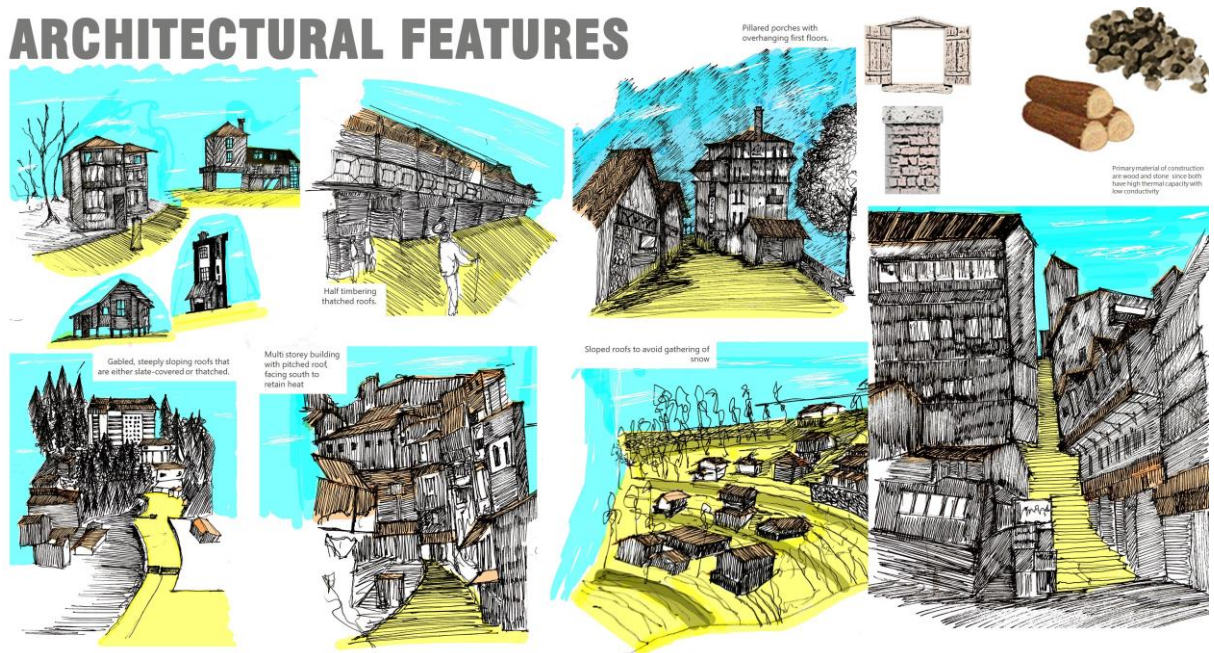 ARCHITECTURAL FEATURES
Pillared porches with
overhanging first floors.
Primary material of construction
are wood and stone since both
have high thermal capacity with
low conductivity
Half timbering
thatched roofs.
Gabled, steeply sloping roofs that
are either slate-covered or thatched.
Multi storey building
with pitched roof,
facing south to
retain heat
Sloped roofs to avoid gathering of
snow